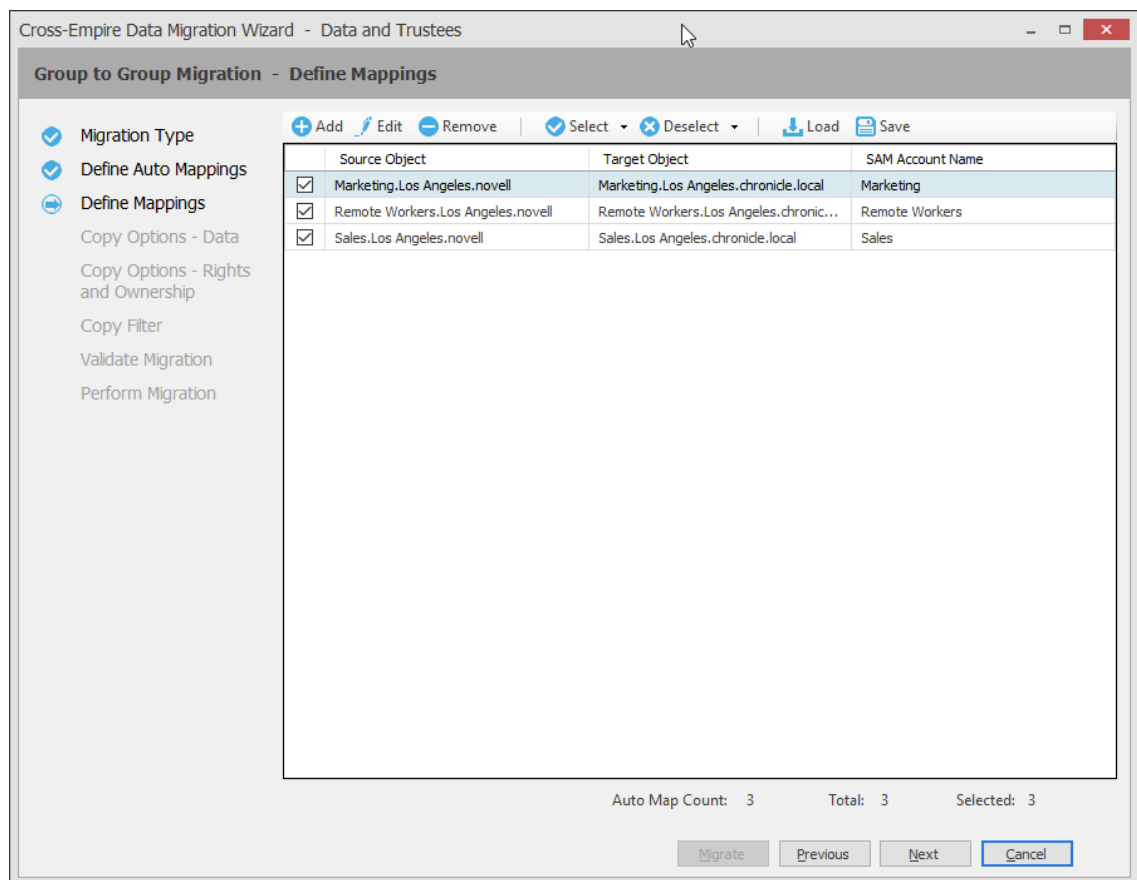 Cross-Empire Data Migration Wizard - Data and Trustees
Group to Group Migration - Define Mappings
Migration Type
Define Auto Mappings
Define Mappings
Copy Options - Data
Copy Options - Rights
and Ownership
Copy Filter
Validate Migration
Perform Migration
Add Edit Remove Select Deselect Load Save
Source Object Target Object SAM Account Name
Marketing.Los Angeles.novell Marketing.Los Angeles.chronicle.local Marketing
Remote Workers.Los Angeles.novell Remote Workers.Los Angeles.chronic... Remote Workers
Sales.Los Angeles.novell Sales.Los Angeles.chronicle.local Sales
Auto Map Count: 3 Total: 3 Selected: 3
Migrate Previous Next Cancel